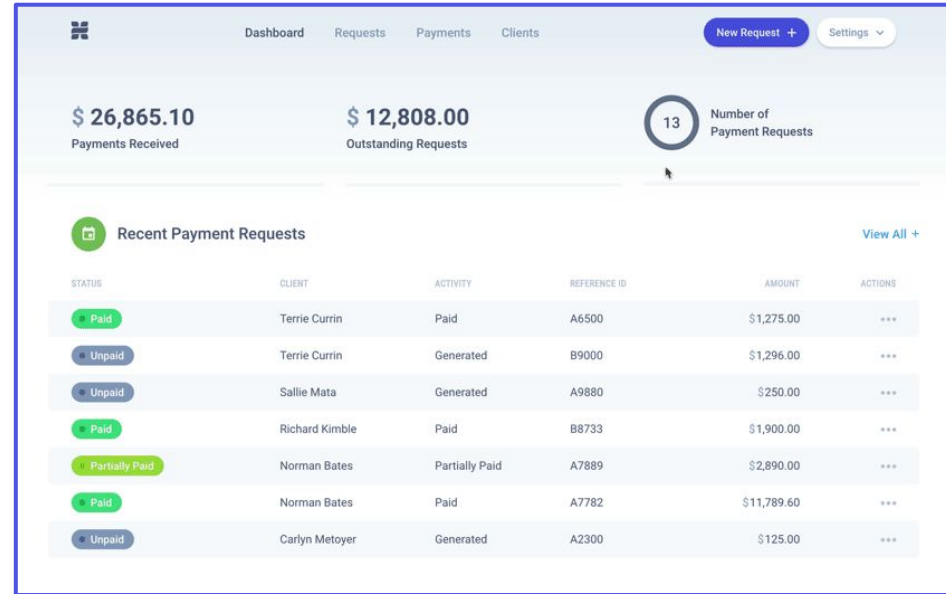 Dashboard Requests Payments Clients New Request + Settings
$ 26,865.10 $ 12,808.00 13 Number of
Payments Received Outstanding Requests Payment Requests
Recent Payment Requests View All +
STATUS CLIENT ACTIVITY REFERENCE ID AMOUNT ACTIONS
Paid Terrie Currin Paid A6500 $1,275.00
Unpaid Terrie Currin Generated B9000 $1,296.00
Unpaid Sallie Mata Generated A9880 $250.00
Paid Richard Kimble Paid B8733 $1,900.00
Partially Paid Norman Bates Partially Paid A7889 $2,890.00
Paid Norman Bates Paid A7782 $11,789.60
Unpaid Carlyn Metoyer Generated A2300 $125.00